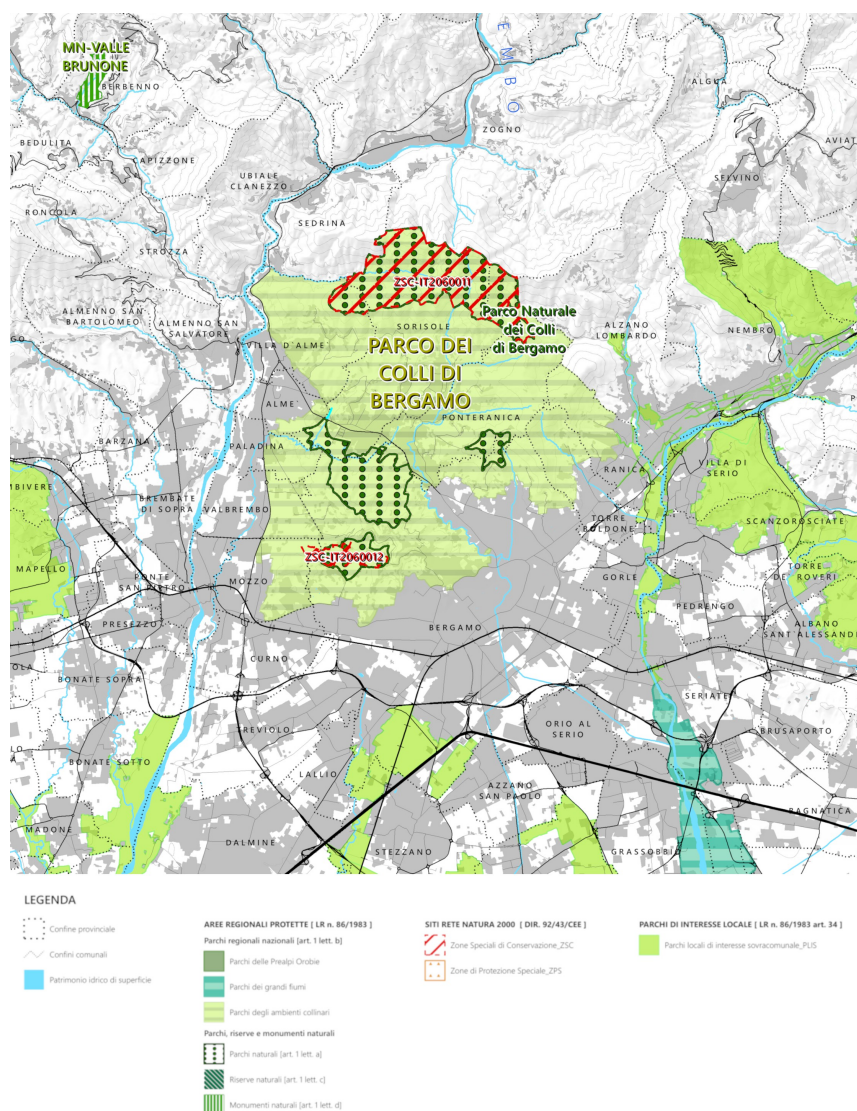 MN-VALLE
BRUNONE
BERBENNO
EMBO
ALGUA
ZOGNO
BEDULITA
CAPIZZONE
AVIAT
UBIALE
CLANEZZO
SELVINO
RONCOLA
SEDRINA
STROZZA
ZSC-IT2060011
Parco Naturale
dei Colli
di Bergamo
ALMENNO SAN
BARTOLOMEO
ALMENNO SAN
SALVATORE
SORISOLE
ALZANO
LOMBARDO
NEMBRO
GO
VILLA D'ALME
PARCO DEI
COLLI DI
BERGAMO
ALME
PONTERANICA
BARZANA
PALADINA
RANICA
VILLA DI
SERIO
MBIVERE
BREMBATE
DI SOPRA
VALBREMBO
TORRE
BOLDONE
SCANZOROSCIATE
ZSC-IT2060012
MAPELLO
PONTE
SAN PIETRO
MOZZO
GORLE
TORRE
DE' ROVERI
PEDRENGO
PRESEZZO
BERGAMO
ALBANO
SANT'ALESSAND
OLA
CURNO
BONATE SOPRA
SERIATE
TREVIOLO
ORIO AL
SERIO
BRUSAPORTO
BONATE SOTTO
LALLIO
AZZANO
SAN PAOLO
BAGNATICA
MADONE
DALMINE
STEZZANO
GRASSOBBIO
LEGENDA
Confine provinciale
Confini comunali
Patrimonio idrico di superficie
AREE REGIONALI PROTETTE [ LR n. 86/1983 ]
Parchi regionali nazionali [art. 1 lett. b]
Parchi delle Prealpi Orobie
Parchi dei grandi fiumi
Parchi degli ambienti collinari
Parchi, riserve e monumenti naturali
Parchi naturali [art. 1 lett. a]
Riserve naturali [art. 1 lett. c]
Monumenti naturali [art. 1 lett. d]
SITI RETE NATURA 2000 [ DIR. 92/43/CEE ]
Zone Speciali di Conservazione_ZSC
Zone di Protezione Speciale_ZPS
PARCHI DI INTERESSE LOCALE [ LR n. 86/1983 art. 34 ]
Parchi locali di interesse sovracomunale_PLIS